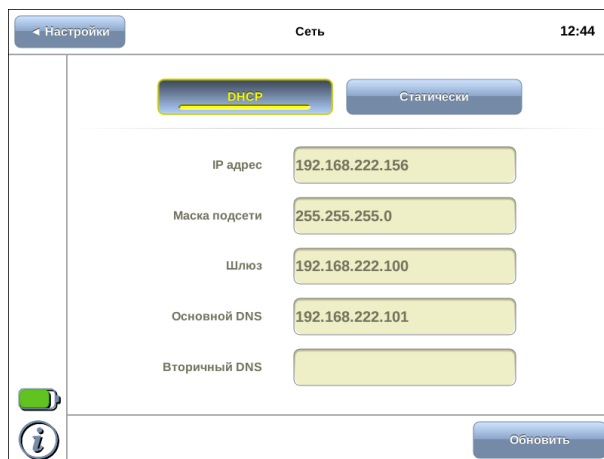 ◄ Настройки Сеть 12:44
DHCP Статически
IP адрес 192.168.222.156
Маска подсети 255.255.255.0
Шлюз 192.168.222.100
Основной DNS 192.168.222.101
Вторичный DNS
i Обновить